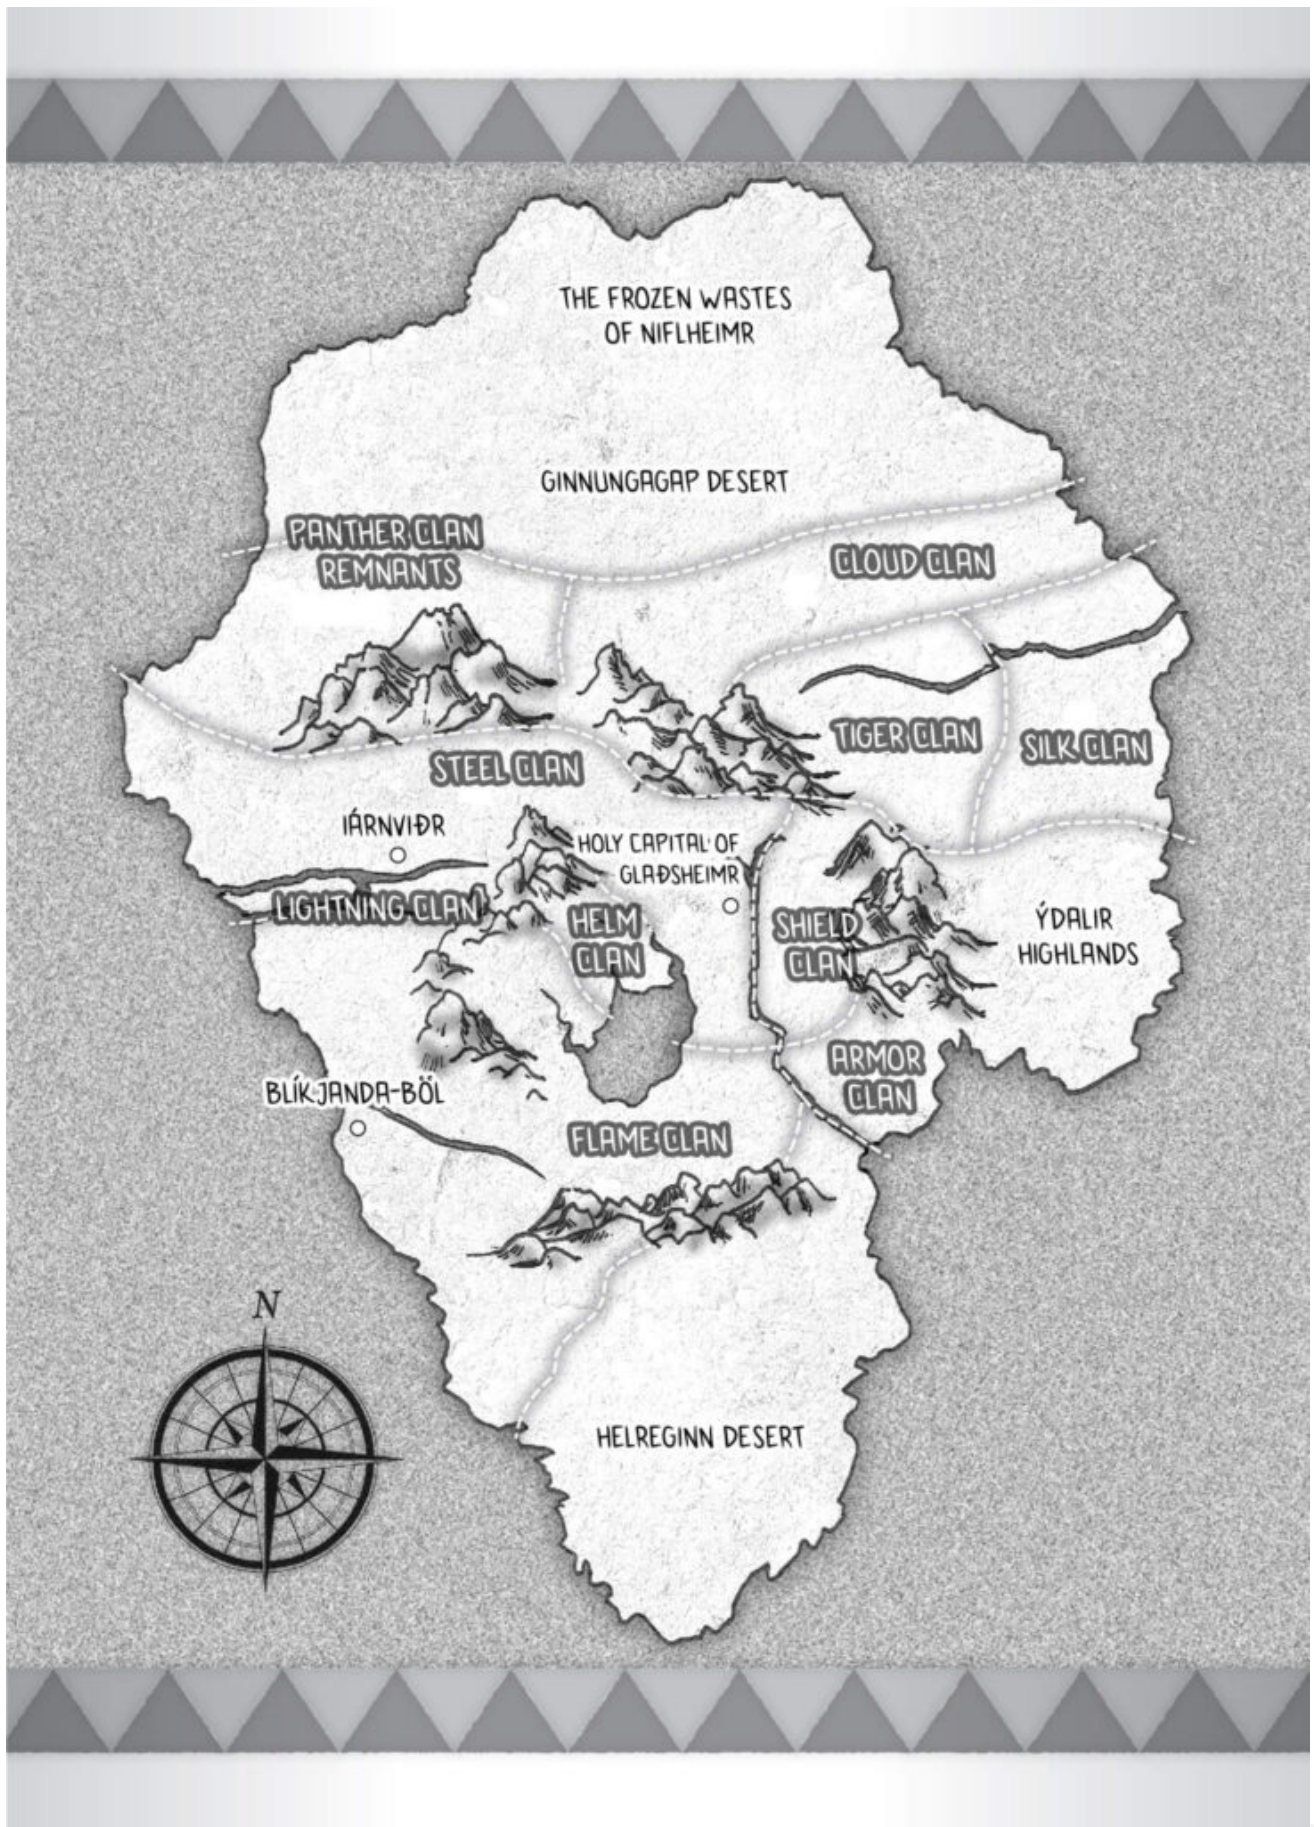 THE FROZEN WASTES
OF NIFLHEIMR
GINNUNGAGAP DESERT
PANTHER CLAN
REMNANTS
CLOUD CLAN
TIGER CLAN
SILK CLAN
STEEL CLAN
IÁRNVIÐR
HOLY CAPITAL OF
GLAÐSHEIMR
LIGHTNING CLAN
HELM
CLAN
SHIELD
CLAN
ÝDALIR
HIGHLANDS
ARMOR
CLAN
BLÍKJANDA-BÖL
FLAME CLAN
N
HELREGINN DESERT